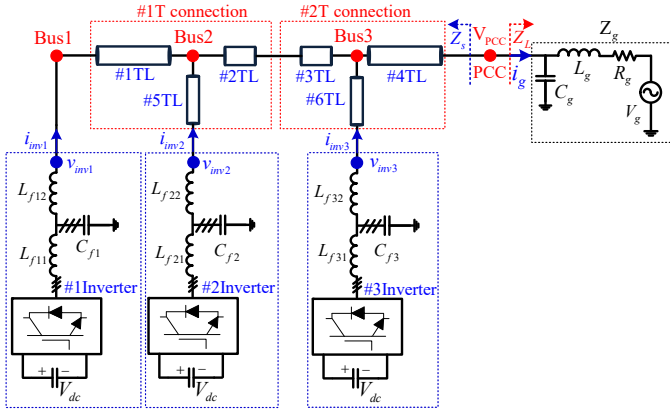 #1T connection
#2T connection
Bus1
Bus2
Bus3
Z_s
V_PCC
Z_L
Z_g
#1TL
#2TL
#3TL
#4TL
PCC
i_g
L_g
R_g
C_g
V_g
#5TL
#6TL
i_inv1
i_inv2
i_inv3
v_inv1
v_inv2
v_inv3
L_f12
L_f22
L_f32
C_f1
C_f2
C_f3
L_f11
L_f21
L_f31
#1Inverter
#2Inverter
#3Inverter
+ −
+ −
+ −
V_dc
V_dc
V_dc